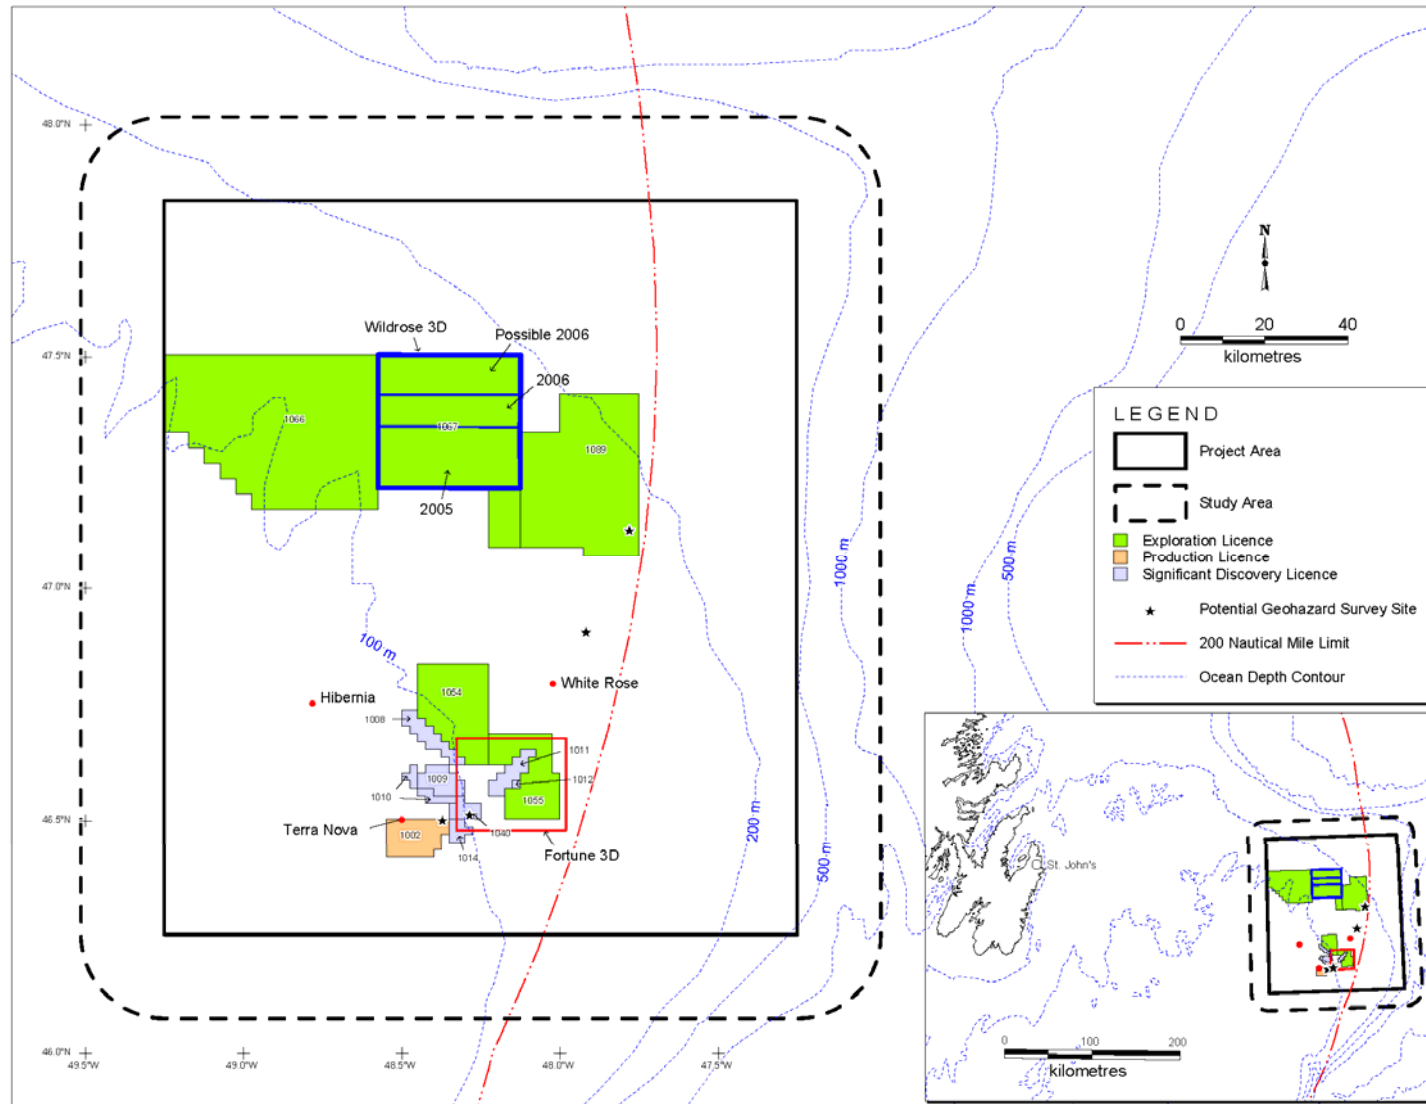 48.0°N
N
0 20 40
kilometres
Wildrose 3D
Possible 2006
47.5°N
2006
1066
1067
1089
2005
LEGEND
Project Area
Study Area
Exploration Licence
Production Licence
Significant Discovery Licence
Potential Geohazard Survey Site
200 Nautical Mile Limit
Ocean Depth Contour
1000 m
500 m
1000 m
47.0°N
100 m
White Rose
Hibernia
1054
1008
1011
1009
1012
1010
1055
46.5°N
Terra Nova
1002
1040
1014
Fortune 3D
200 m
500 m
St. John's
0 100 200
kilometres
46.0°N
49.5°W
49.0°W
48.5°W
48.0°W
47.5°W